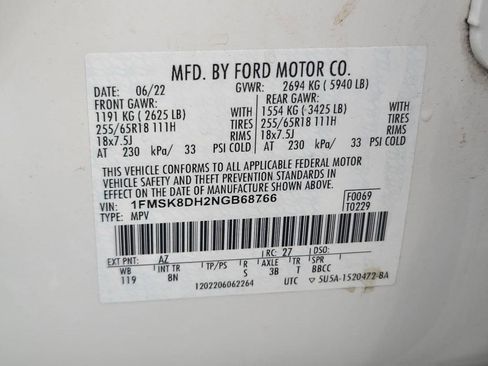 MFD. BY FORD MOTOR CO.
DATE: 06/22 GVWR: 2694 KG ( 5940 LB)
FRONT GAWR: REAR GAWR:
1191 KG ( 2625 LB) WITH 1554 KG ( 3425 LB) WITH
255/65R18 111H TIRES 255/65R18 111H TIRES
18x7.5J RIMS 18x7.5J RIMS
AT 230 kPa/ 33 PSI COLD AT 230 kPa/ 33 PSI COLD
THIS VEHICLE CONFORMS TO ALL APPLICABLE FEDERAL MOTOR
VEHICLE SAFETY AND THEFT PREVENTION STANDARDS IN
EFFECT ON THE DATE OF MANUFACTURE SHOWN ABOVE.
VIN: 1FMSK8DH2NGB68766 F0069
TYPE: MPV T0229
EXT PNT: AZ RC: 27 DSO:
WB INT TR TP/PS R AXLE TR SPR
119 8N S 3B T BBCC
1202206062264 UTC ▽ 5U5A-1520472-BA